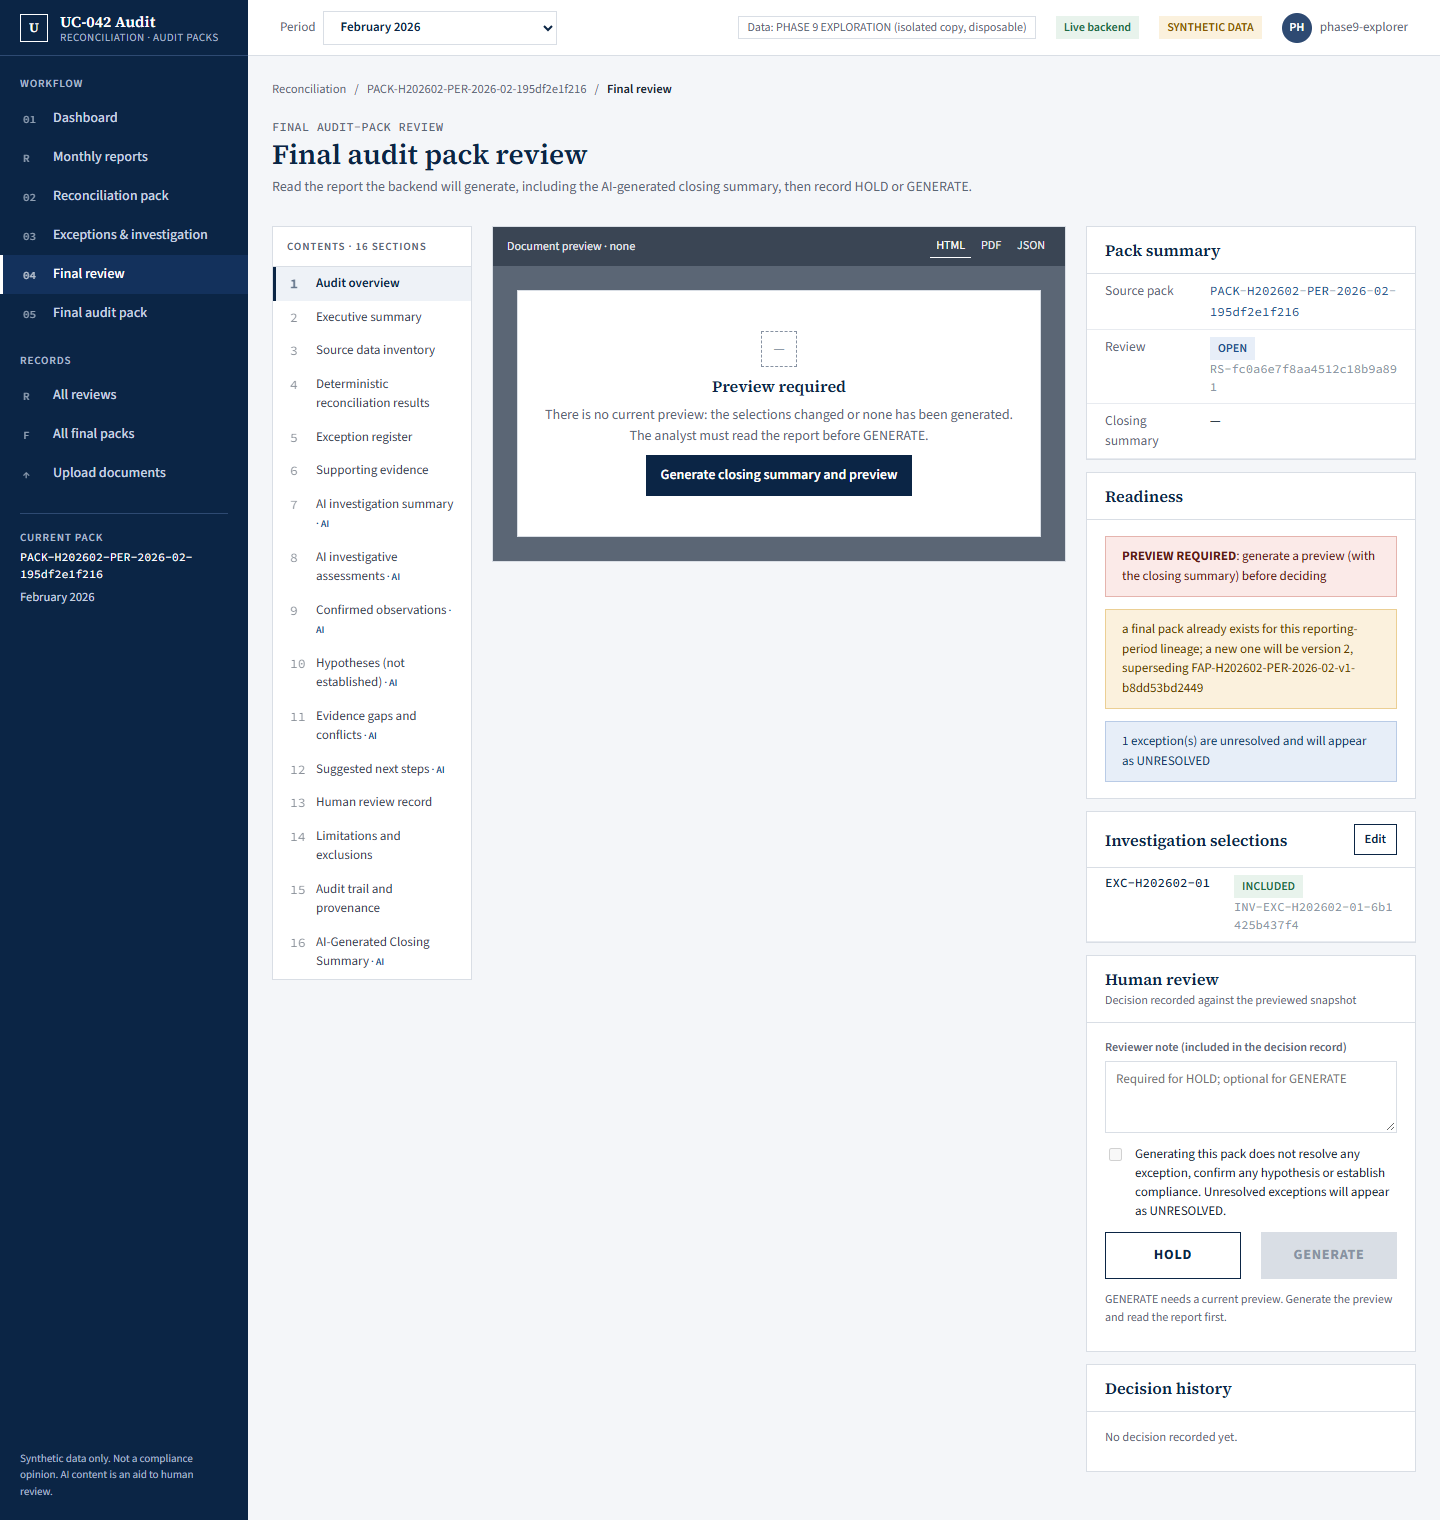 U
UC-042 Audit
RECONCILIATION · AUDIT PACKS
WORKFLOW
01 Dashboard
R Monthly reports
02 Reconciliation pack
03 Exceptions & investigation
04 Final review
05 Final audit pack
RECORDS
R All reviews
F All final packs
↑ Upload documents
CURRENT PACK
PACK-H202602-PER-2026-02-
195df2e1f216
February 2026
Synthetic data only. Not a compliance
opinion. AI content is an aid to human
review.
Period February 2026
Data: PHASE 9 EXPLORATION (isolated copy, disposable)
Live backend
SYNTHETIC DATA
PH phase9-explorer
Reconciliation / PACK-H202602-PER-2026-02-195df2e1f216 / Final review
FINAL AUDIT-PACK REVIEW
Final audit pack review
Read the report the backend will generate, including the AI-generated closing summary, then record HOLD or GENERATE.
CONTENTS · 16 SECTIONS
1 Audit overview
2 Executive summary
3 Source data inventory
4 Deterministic
reconciliation results
5 Exception register
6 Supporting evidence
7 AI investigation summary
· AI
8 AI investigative
assessments · AI
9 Confirmed observations ·
AI
10 Hypotheses (not
established) · AI
11 Evidence gaps and
conflicts · AI
12 Suggested next steps · AI
13 Human review record
14 Limitations and
exclusions
15 Audit trail and
provenance
16 AI-Generated Closing
Summary · AI
Document preview · none
HTML PDF JSON
—
Preview required
There is no current preview: the selections changed or none has been generated.
The analyst must read the report before GENERATE.
Generate closing summary and preview
Pack summary
Source pack PACK-H202602-PER-2026-02-
195df2e1f216
Review OPEN
RS-fc0a6e7f8aa4512c18b9a89
1
Closing —
summary
Readiness
PREVIEW REQUIRED: generate a preview (with
the closing summary) before deciding
a final pack already exists for this reporting-
period lineage; a new one will be version 2,
superseding FAP-H202602-PER-2026-02-v1-
b8dd53bd2449
1 exception(s) are unresolved and will appear
as UNRESOLVED
Investigation selections Edit
EXC-H202602-01 INCLUDED
INV-EXC-H202602-01-6b1
425b437f4
Human review
Decision recorded against the previewed snapshot
Reviewer note (included in the decision record)
Required for HOLD; optional for GENERATE
Generating this pack does not resolve any
exception, confirm any hypothesis or establish
compliance. Unresolved exceptions will appear
as UNRESOLVED.
HOLD GENERATE
GENERATE needs a current preview. Generate the preview
and read the report first.
Decision history
No decision recorded yet.